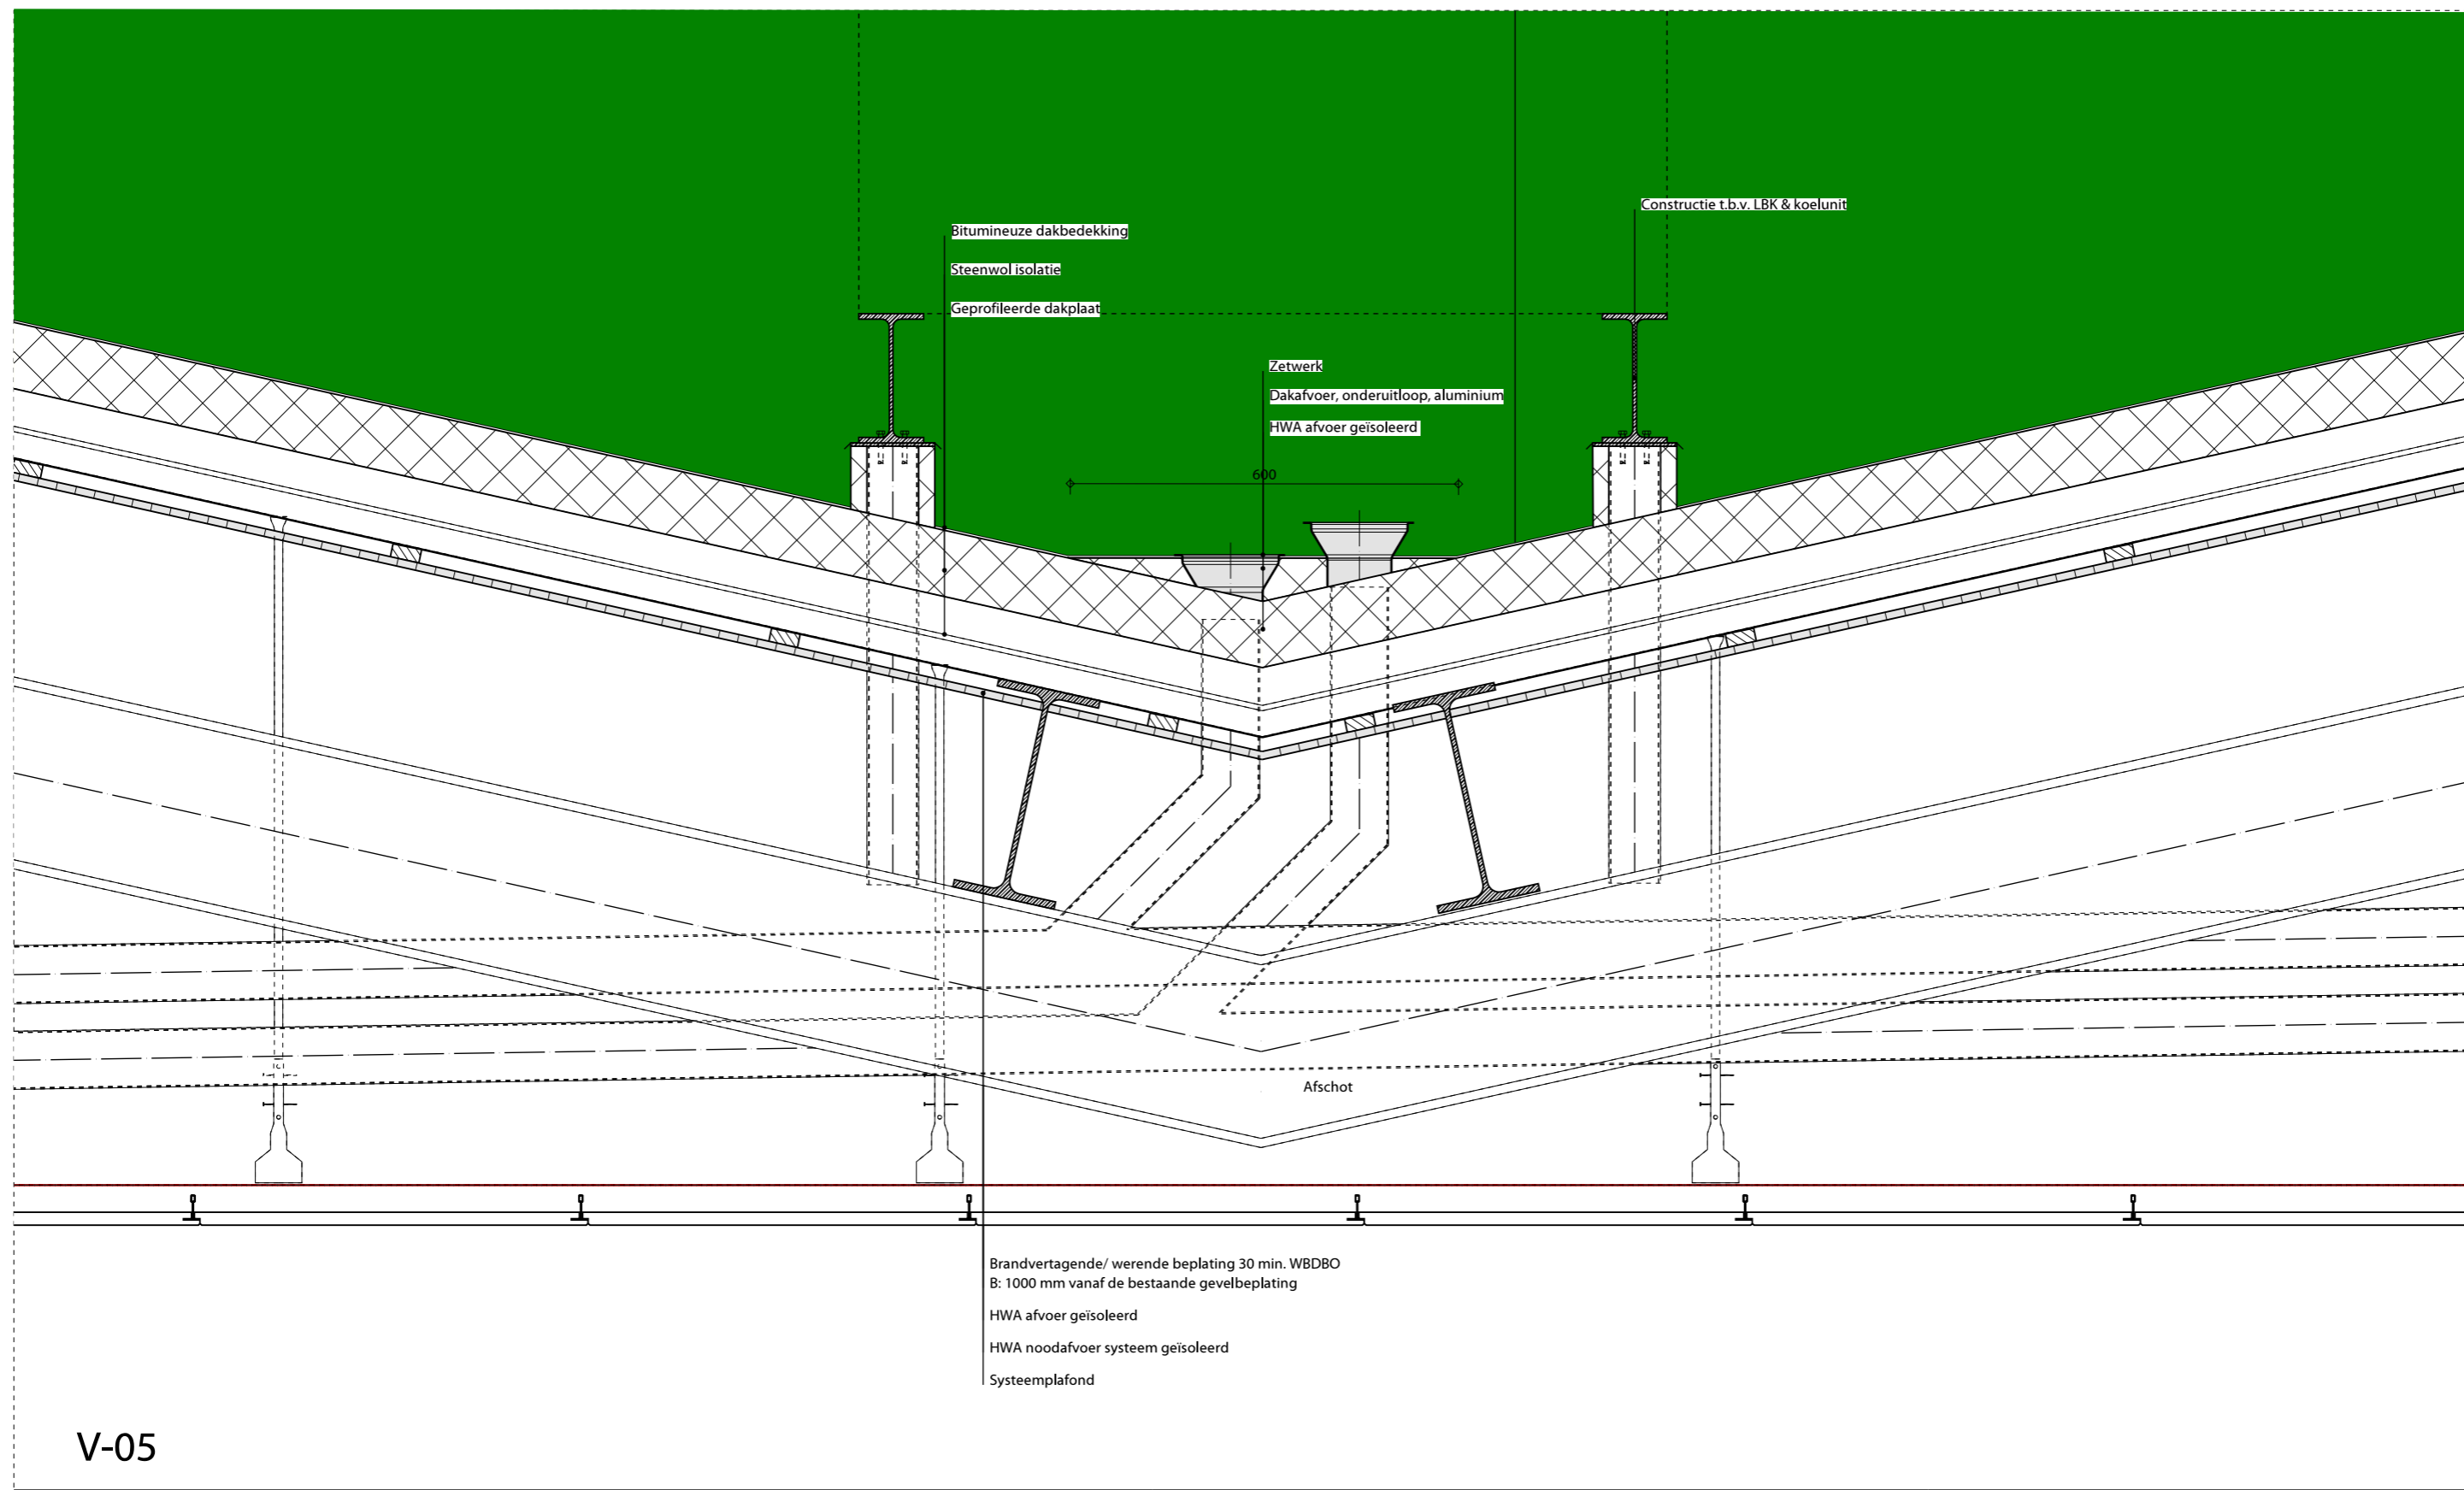 Constructie t.b.v. LBK & koelunit
Bitumineuze dakbedekking
Steenwol isolatie
Geprofileerde dakplaat
Zetwerk
Dakafvoer, onderuitloop, aluminium
HWA afvoer geïsoleerd
600
Afschot
Brandvertagende/ werende beplating 30 min. WBDBO
B: 1000 mm vanaf de bestaande gevelbeplating
HWA afvoer geïsoleerd
HWA noodafvoer systeem geïsoleerd
Systeemplafond
V-05